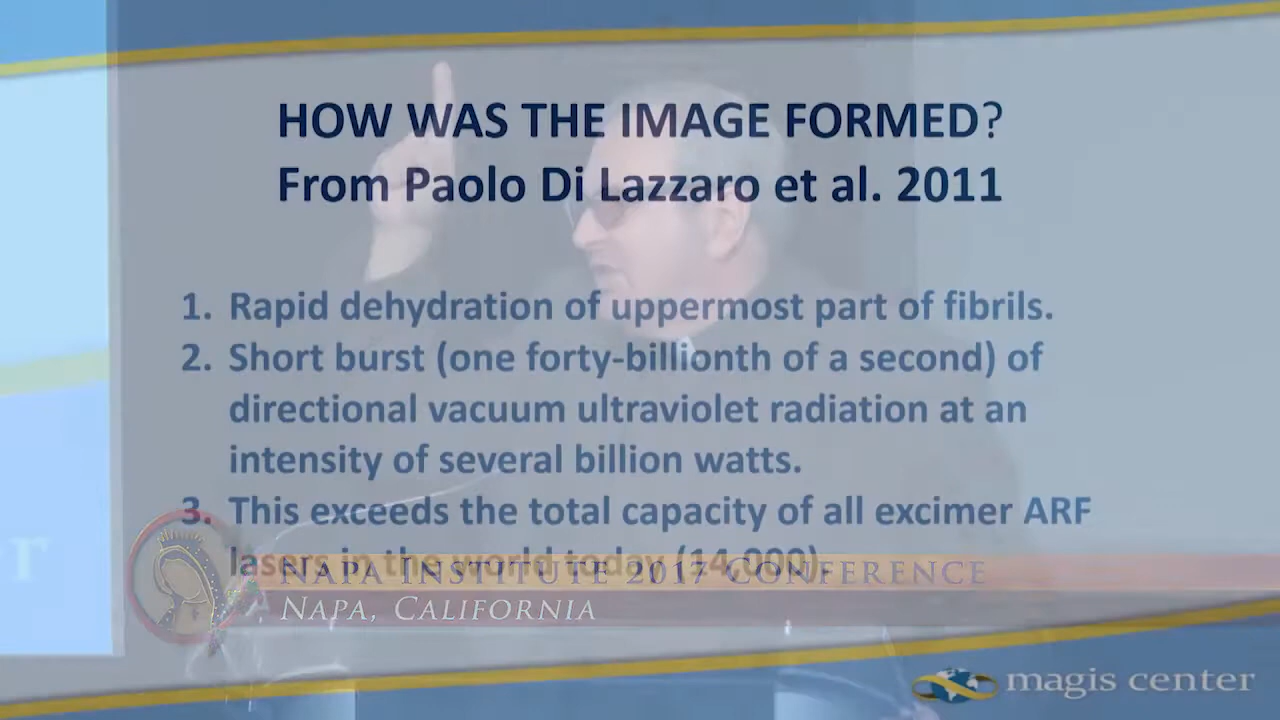 HOW WAS THE IMAGE FORMED?
From Paolo Di Lazzaro et al. 2011
1. Rapid dehydration of uppermost part of fibrils.
2. Short burst (one forty-billionth of a second) of
directional vacuum ultraviolet radiation at an
intensity of several billion watts.
3. This exceeds the total capacity of all excimer ARF
lasers in the world today (14,000).
er
Napa Institute 2017 Conference
Napa, California
magis center